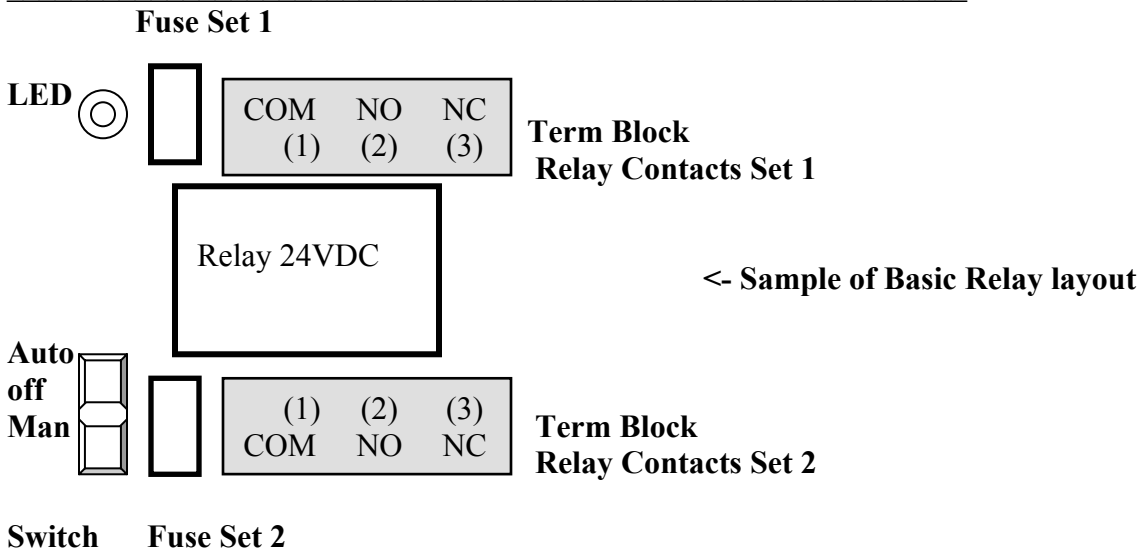 Fuse Set 1
LED
COM NO NC
(1) (2) (3)
Term Block
Relay Contacts Set 1
Relay 24VDC
<- Sample of Basic Relay layout
Auto
off
Man
(1) (2) (3)
COM NO NC
Term Block
Relay Contacts Set 2
Switch Fuse Set 2